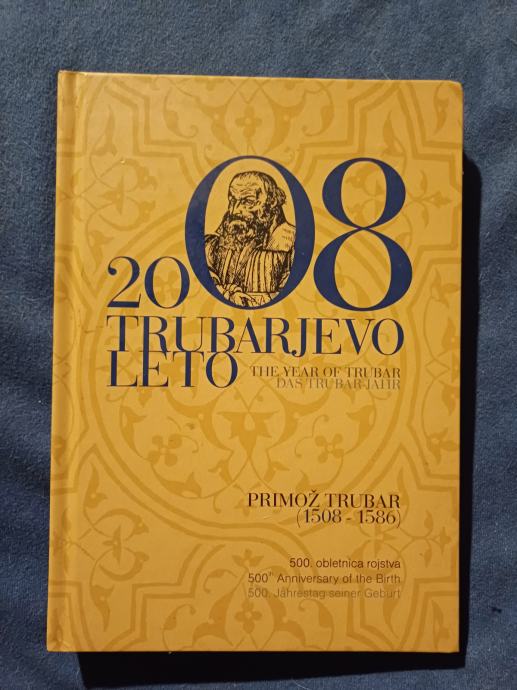 2008
TRUBARJEVO
LETO
THE YEAR OF TRUBAR
DAS TRUBAR-JAHR
PRIMOŽ TRUBAR
(1508 - 1586)
500. obletnica rojstva
500th Anniversary of the Birth
500. Jahrestag seiner Geburt